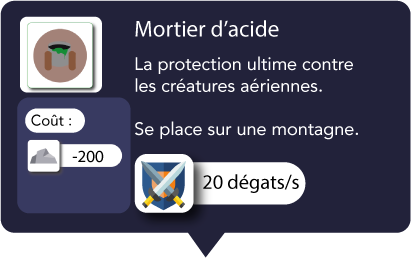 Mortier d'acide
La protection ultime contre
les créatures aériennes.
Se place sur une montagne.
Coût :
-200
20 dégats/s